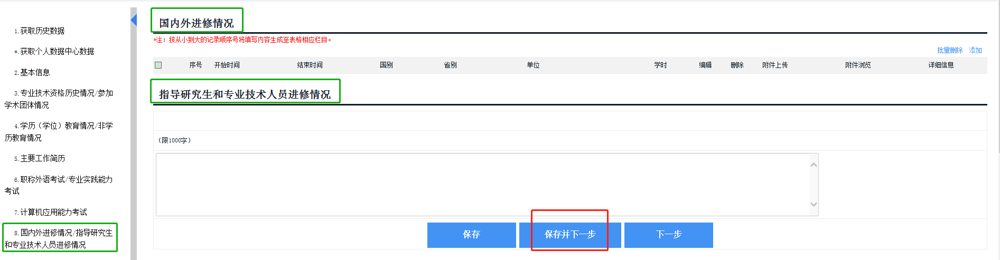 1.获取历史数据
*.获取个人数据中心数据
2.基本信息
3.专业技术资格历史情况/参加
学术团体情况
4.学历（学位）教育情况/非学
历教育情况
5.主要工作简历
6.职称外语考试/专业实践能力
考试
7.计算机应用能力考试
8.国内外进修情况/指导研究生
和专业技术人员进修情况
国内外进修情况
*注：按从小到大的记录顺序号将填写内容生成至表格相应栏目。
批量删除 添加
序号 开始时间 结束时间 国别 省别 单位 学时 编辑 删除 附件上传 附件浏览 详细信息
指导研究生和专业技术人员进修情况
（限1000字）
保存 保存并下一步 下一步